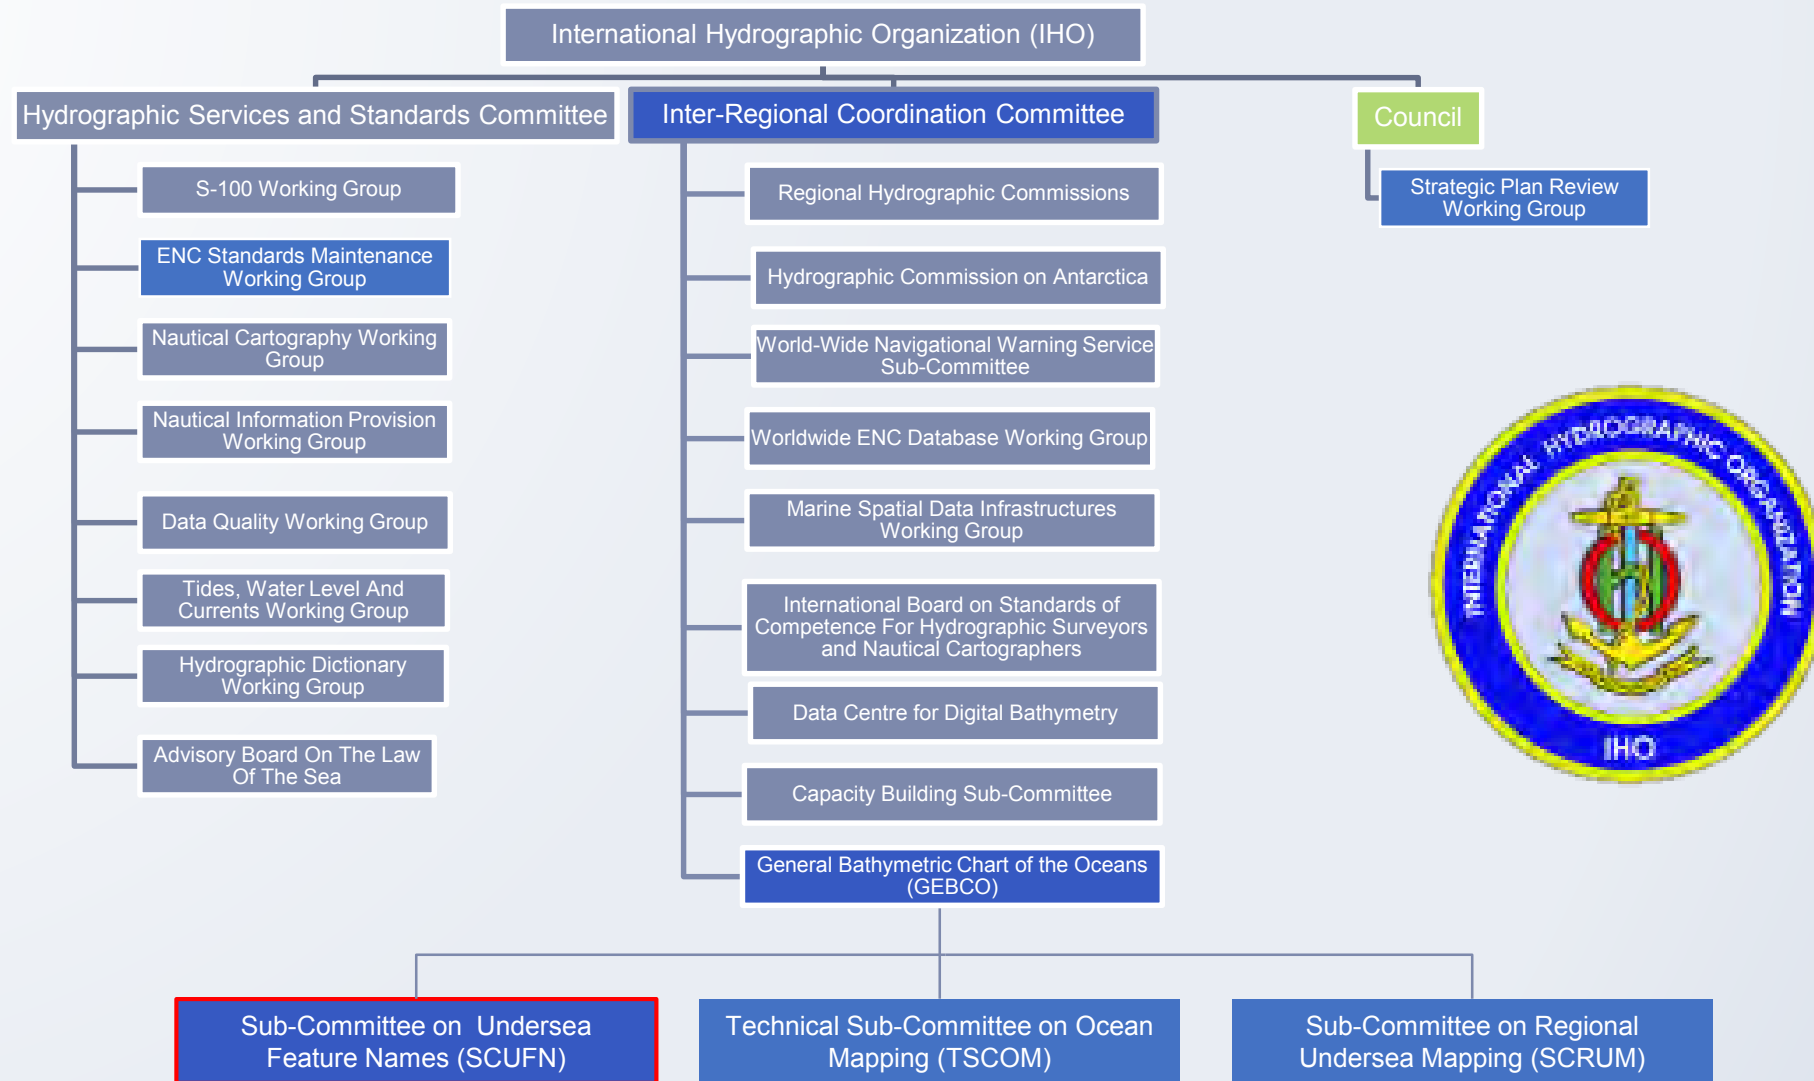 International Hydrographic Organization (IHO)
Hydrographic Services and Standards Committee
Inter-Regional Coordination Committee
Council
S-100 Working Group
ENC Standards Maintenance
Working Group
Nautical Cartography Working
Group
Nautical Information Provision
Working Group
Data Quality Working Group
Tides, Water Level And
Currents Working Group
Hydrographic Dictionary
Working Group
Advisory Board On The Law
Of The Sea
Regional Hydrographic Commissions
Hydrographic Commission on Antarctica
World-Wide Navigational Warning Service
Sub-Committee
Worldwide ENC Database Working Group
Marine Spatial Data Infrastructures
Working Group
International Board on Standards of
Competence For Hydrographic Surveyors
and Nautical Cartographers
Data Centre for Digital Bathymetry
Capacity Building Sub-Committee
General Bathymetric Chart of the Oceans
(GEBCO)
Strategic Plan Review
Working Group
INTERNATIONAL HYDROGRAPHIC ORGANIZATION
IHO
Sub-Committee on Undersea
Feature Names (SCUFN)
Technical Sub-Committee on Ocean
Mapping (TSCOM)
Sub-Committee on Regional
Undersea Mapping (SCRUM)